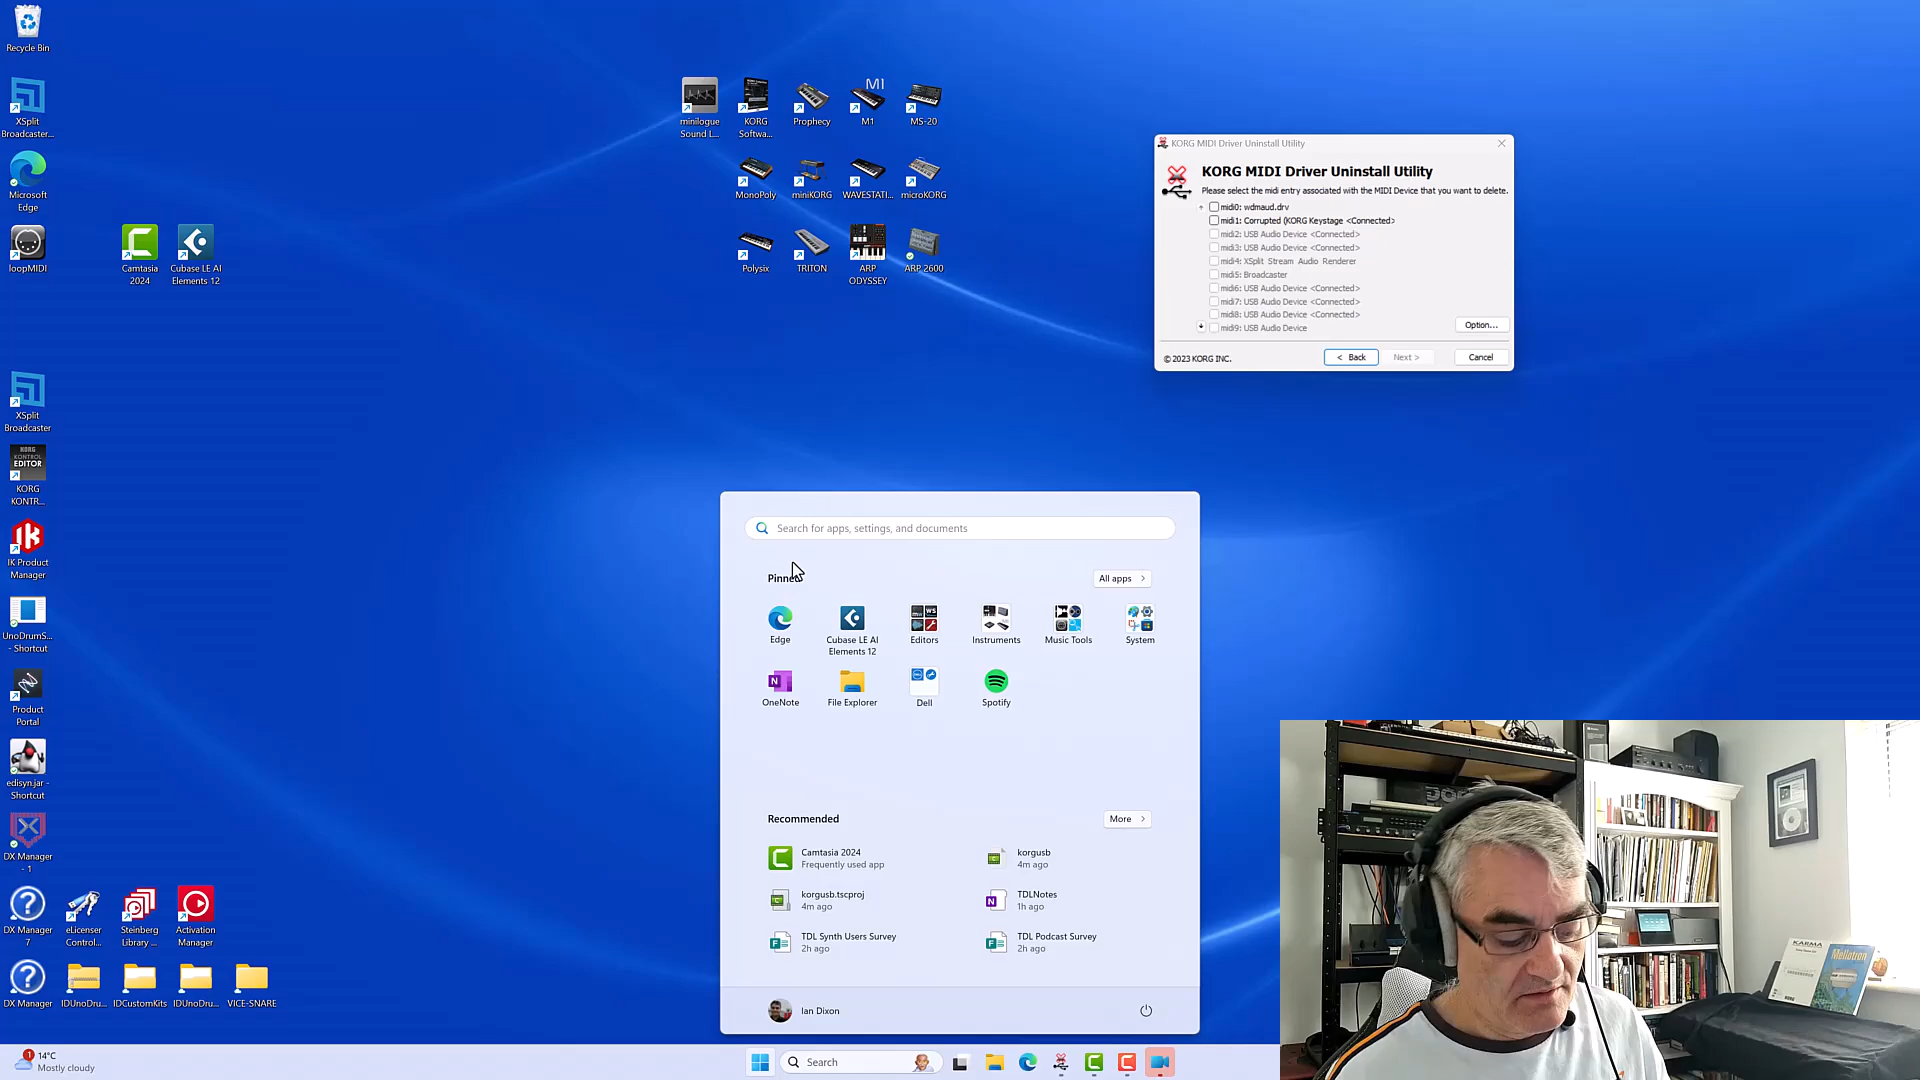 Recycle Bin
XSplit
Broadcaster...
Microsoft
Edge
loopMIDI
Camtasia
2024
Cubase LE AI
Elements 12
XSplit
Broadcaster
KORG
KONTROL
EDITOR
KORG
KONTR...
IK Product
Manager
UnoDrumS...
- Shortcut
Product
Portal
edisyn.jar -
Shortcut
DX Manager
- 1
DX Manager
7
eLicenser
Control...
Steinberg
Library ...
Activation
Manager
DX Manager
IDUnoDru...
IDCustomKits
IDUnoDru...
VICE-SNARE
minilogue
Sound L...
KORG
Softwa...
Prophecy
M1
M1
MS-20
MonoPoly
miniKORG
WAVESTATI...
microKORG
Polysix
TRITON
ARP
ODYSSEY
ARP 2600
KORG MIDI Driver Uninstall Utility
KORG MIDI Driver Uninstall Utility
Please select the midi entry associated with the MIDI Device that you want to delete.
midi0: wdmaud.drv
midi1: Corrupted (KORG Keystage <Connected>
midi2: USB Audio Device <Connected>
midi3: USB Audio Device <Connected>
midi4: XSplit Stream Audio Renderer
midi5: Broadcaster
midi6: USB Audio Device <Connected>
midi7: USB Audio Device <Connected>
midi8: USB Audio Device <Connected>
midi9: USB Audio Device
Option...
© 2023 KORG INC.
< Back
Next >
Cancel
Search for apps, settings, and documents
Pinned
All apps >
Edge
Cubase LE AI
Elements 12
Editors
Instruments
Music Tools
System
OneNote
File Explorer
Dell
Spotify
Recommended
More >
Camtasia 2024
Frequently used app
korgusb
4m ago
korgusb.tscproj
4m ago
TDLNotes
1h ago
TDL Synth Users Survey
2h ago
TDL Podcast Survey
2h ago
Ian Dixon
1
14°C
Mostly cloudy
Search
KARMA
Mellotron